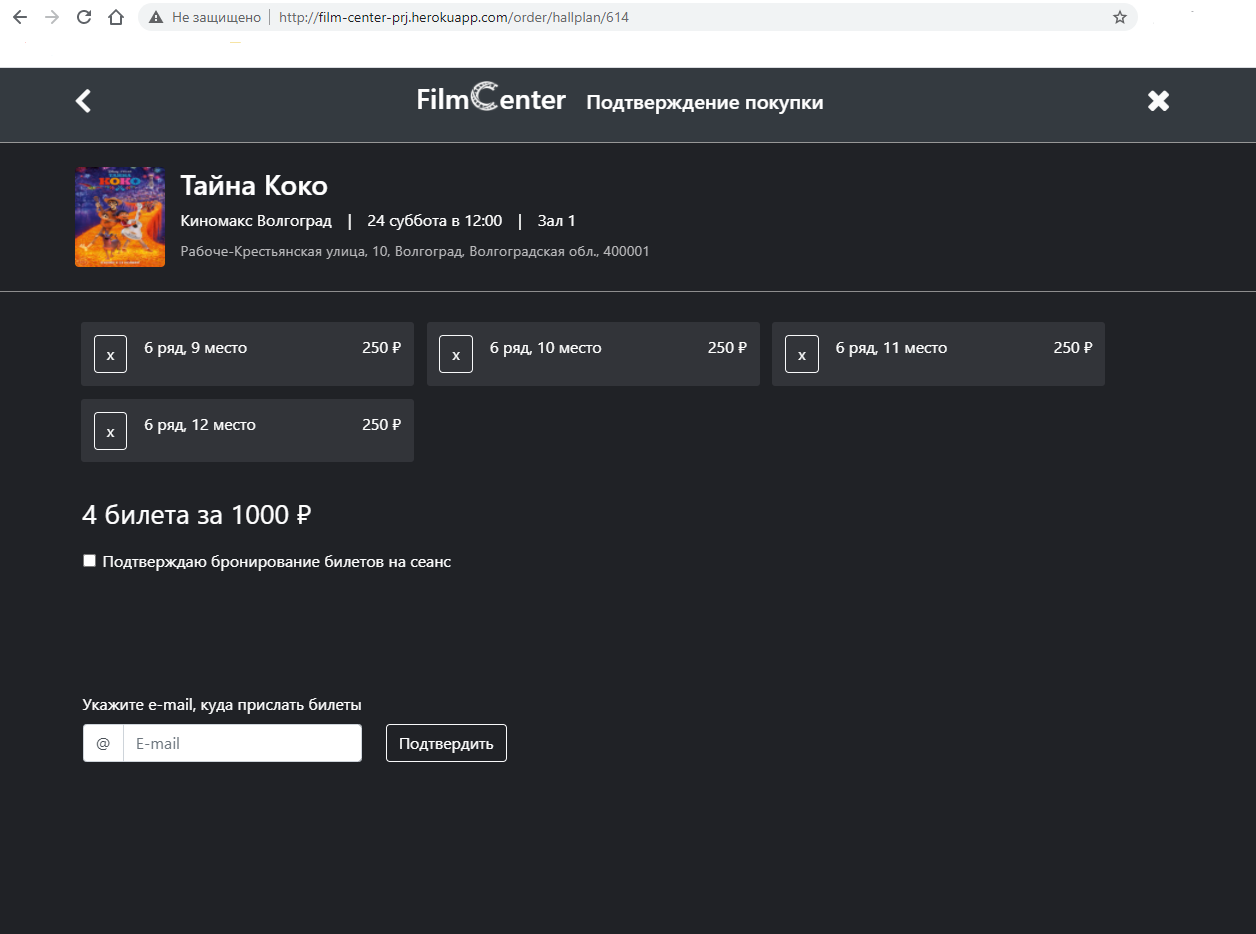 Не защищено | http://film-center-prj.herokuapp.com/order/hallplan/614
FilmCenter Подтверждение покупки
ТАЙНА
КОКО
Тайна Коко
Киномакс Волгоград | 24 суббота в 12:00 | Зал 1
Рабоче-Крестьянская улица, 10, Волгоград, Волгоградская обл., 400001
x 6 ряд, 9 место 250 ₽
x 6 ряд, 10 место 250 ₽
x 6 ряд, 11 место 250 ₽
x 6 ряд, 12 место 250 ₽
4 билета за 1000 ₽
Подтверждаю бронирование билетов на сеанс
Укажите e-mail, куда прислать билеты
@ E-mail Подтвердить